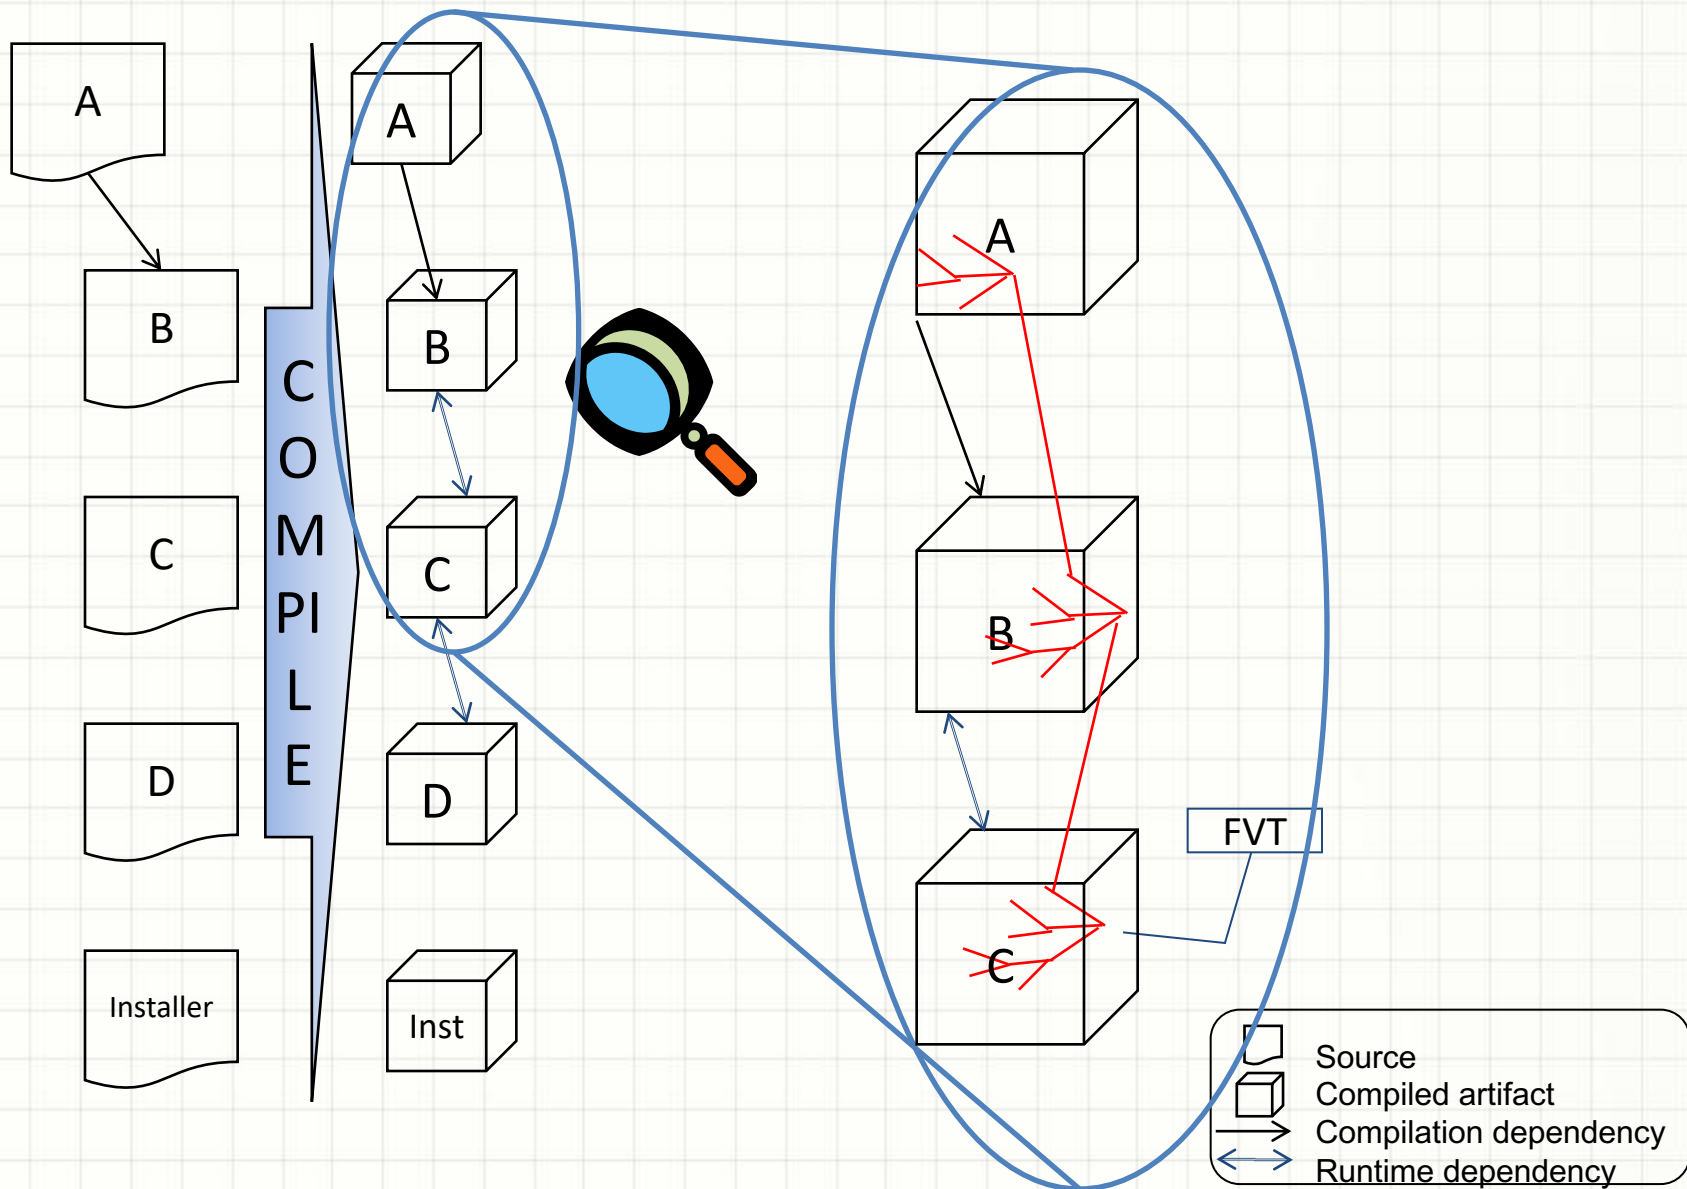 A
B
C
D
Installer
C
O
M
PI
L
E
A
B
C
D
Inst
A
B
C
FVT
Source
Compiled artifact
Compilation dependency
Runtime dependency